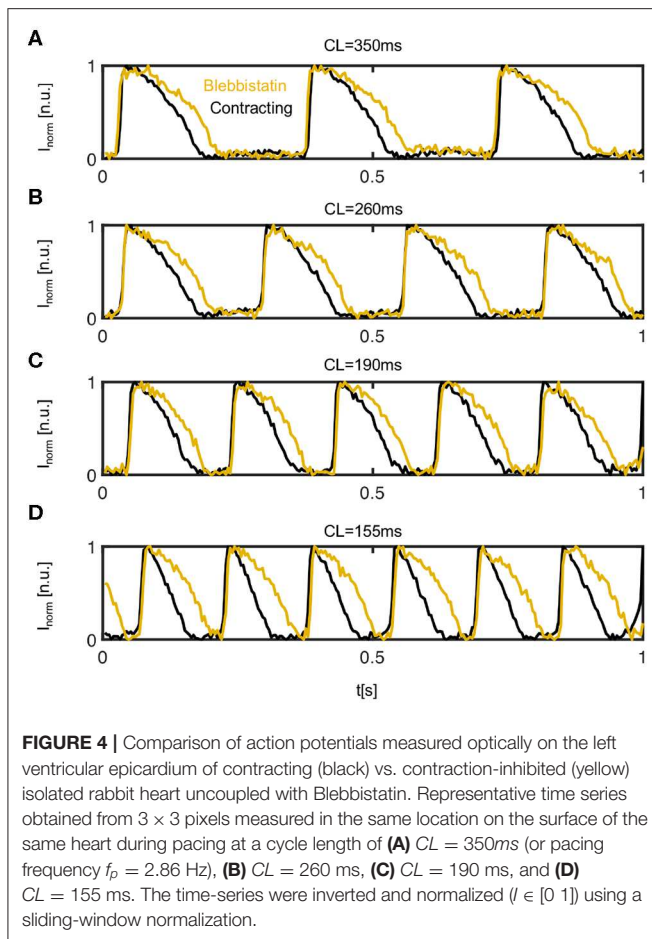 A
CL=350ms
1
Blebbistatin
Contracting
I_norm [n.u.]
0
0 0.5 1
B
CL=260ms
1
I_norm [n.u.]
0
0 0.5 1
C
CL=190ms
1
I_norm [n.u.]
0
0 0.5 1
D
CL=155ms
1
I_norm [n.u.]
0
0 0.5 1
t[s]
FIGURE 4 | Comparison of action potentials measured optically on the left
ventricular epicardium of contracting (black) vs. contraction-inhibited (yellow)
isolated rabbit heart uncoupled with Blebbistatin. Representative time series
obtained from 3 × 3 pixels measured in the same location on the surface of the
same heart during pacing at a cycle length of (A) CL = 350ms (or pacing
frequency f_p = 2.86 Hz), (B) CL = 260 ms, (C) CL = 190 ms, and (D)
CL = 155 ms. The time-series were inverted and normalized (I ∈ [0 1]) using a
sliding-window normalization.